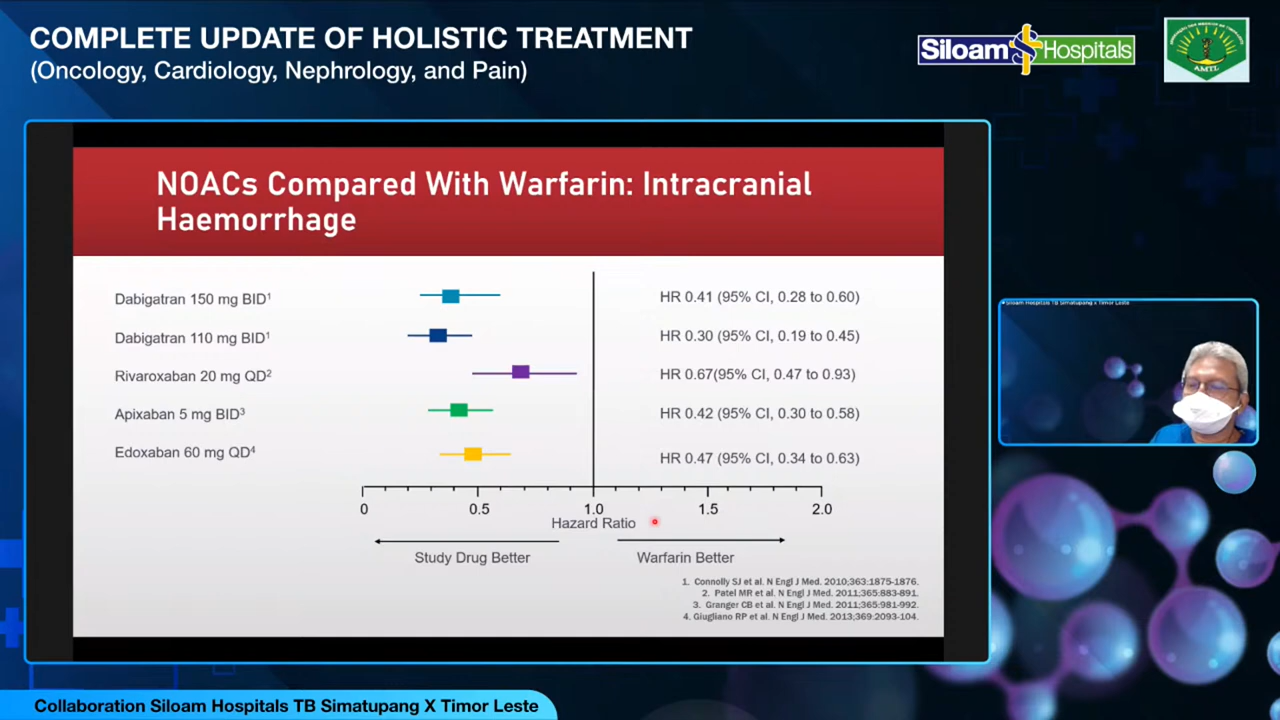 COMPLETE UPDATE OF HOLISTIC TREATMENT
(Oncology, Cardiology, Nephrology, and Pain)
Siloam Hospitals
AMTL
NOACs Compared With Warfarin: Intracranial
Haemorrhage
Dabigatran 150 mg BID¹ HR 0.41 (95% CI, 0.28 to 0.60)
Dabigatran 110 mg BID¹ HR 0.30 (95% CI, 0.19 to 0.45)
Rivaroxaban 20 mg QD² HR 0.67(95% CI, 0.47 to 0.93)
Apixaban 5 mg BID³ HR 0.42 (95% CI, 0.30 to 0.58)
Edoxaban 60 mg QD⁴ HR 0.47 (95% CI, 0.34 to 0.63)
0 0.5 1.0 1.5 2.0
Hazard Ratio
Study Drug Better Warfarin Better
1. Connolly SJ et al. N Engl J Med. 2010;363:1875-1876.
2. Patel MR et al. N Engl J Med. 2011;365:883-891.
3. Granger CB et al. N Engl J Med. 2011;365:981-992.
4. Giugliano RP et al. N Engl J Med. 2013;369:2093-104.
Siloam Hospitals TB Simatupang X Timor Leste
Collaboration Siloam Hospitals TB Simatupang X Timor Leste